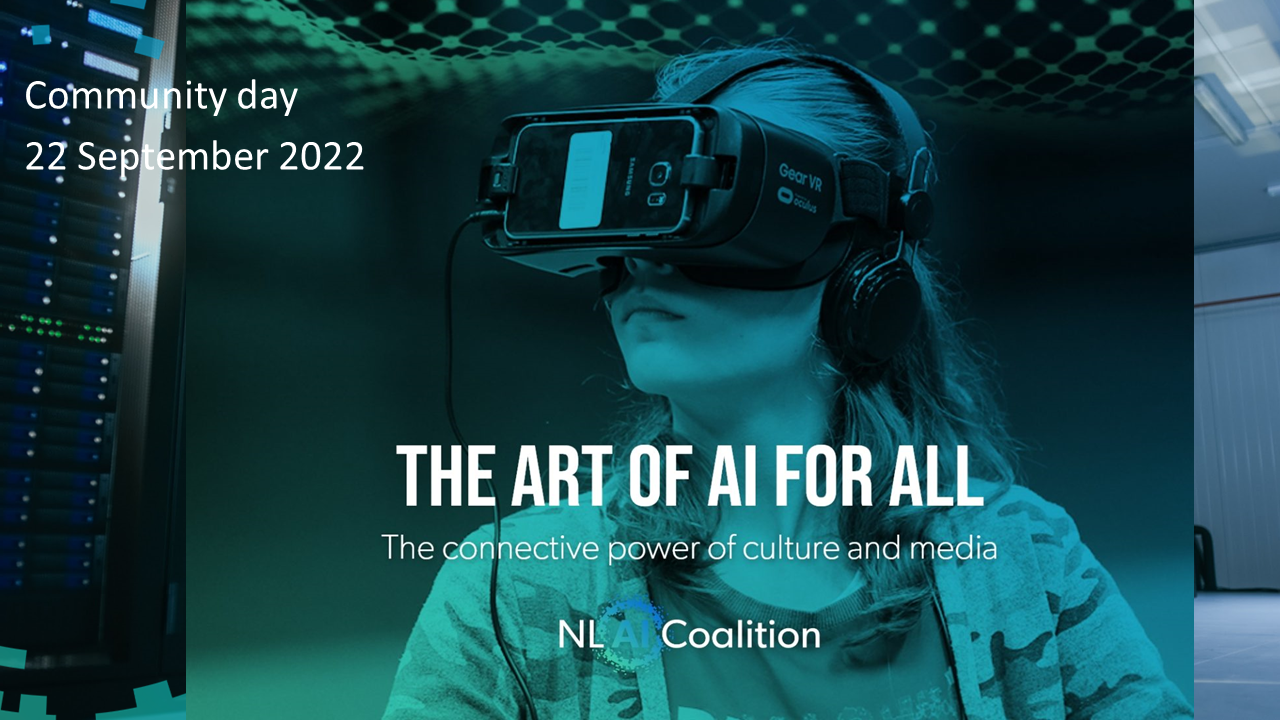 Community day
22 September 2022
SAMSUNG
Gear VR
oculus
THE ART OF AI FOR ALL
The connective power of culture and media
NL AI Coalition